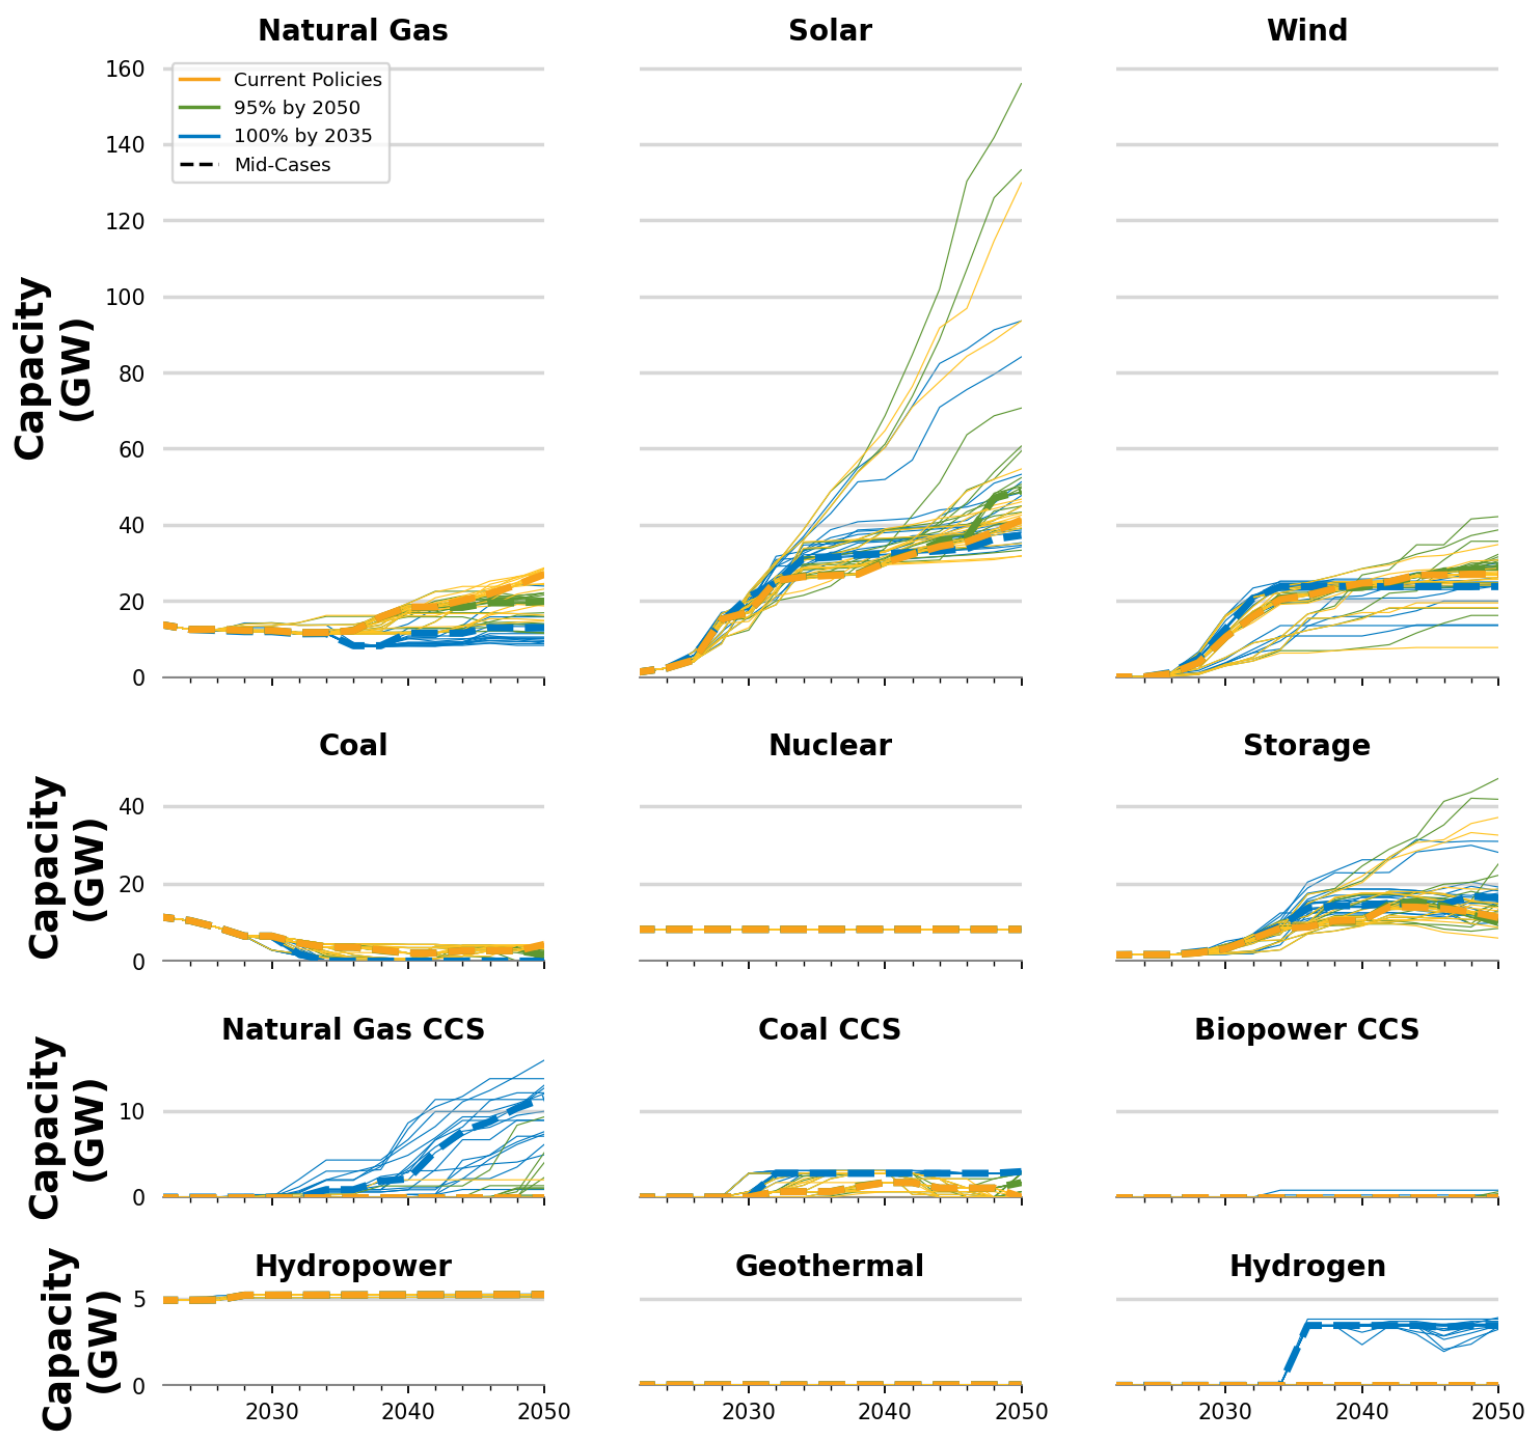 Natural Gas
Solar
Wind
Current Policies
95% by 2050
100% by 2035
Mid-Cases
Capacity
(GW)
160
140
120
100
80
60
40
20
0
Coal
Nuclear
Storage
Capacity
(GW)
40
20
0
Natural Gas CCS
Coal CCS
Biopower CCS
Capacity
(GW)
10
0
Hydropower
Geothermal
Hydrogen
Capacity
(GW)
5
0
2030 2040 2050
2030 2040 2050
2030 2040 2050